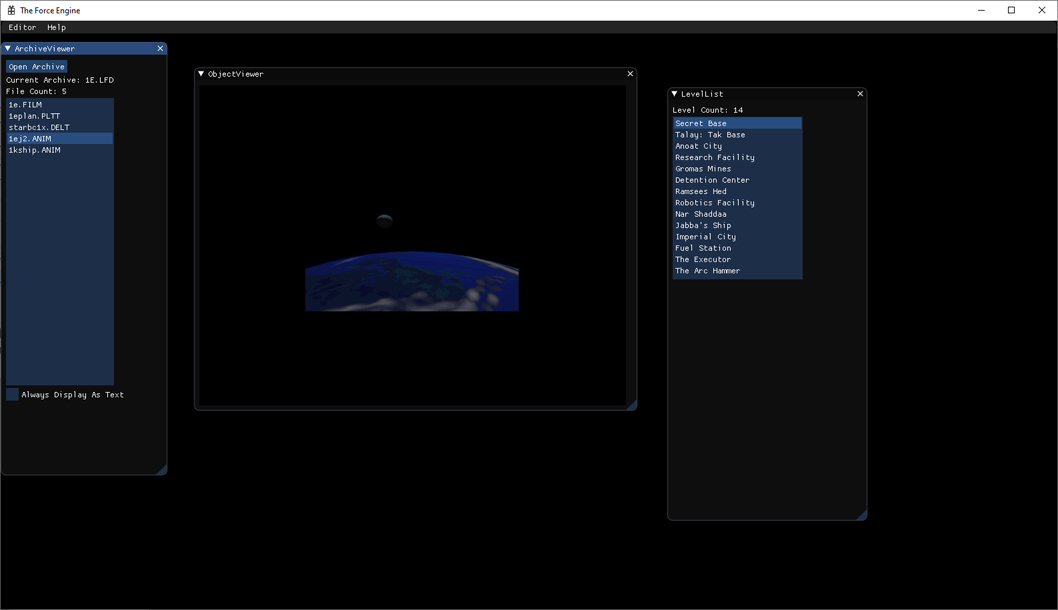 The Force Engine
Editor Help
ArchiveViewer
Open Archive
Current Archive: 1E.LFD
File Count: 5
1e.FILM
1eplan.PLTT
starbc1x.DELT
1ej2.ANIM
1kship.ANIM
Always Display As Text
ObjectViewer
LevelList
Level Count: 14
Secret Base
Talay: Tak Base
Anoat City
Research Facility
Gromas Mines
Detention Center
Ramsees Hed
Robotics Facility
Nar Shaddaa
Jabba's Ship
Imperial City
Fuel Station
The Executor
The Arc Hammer